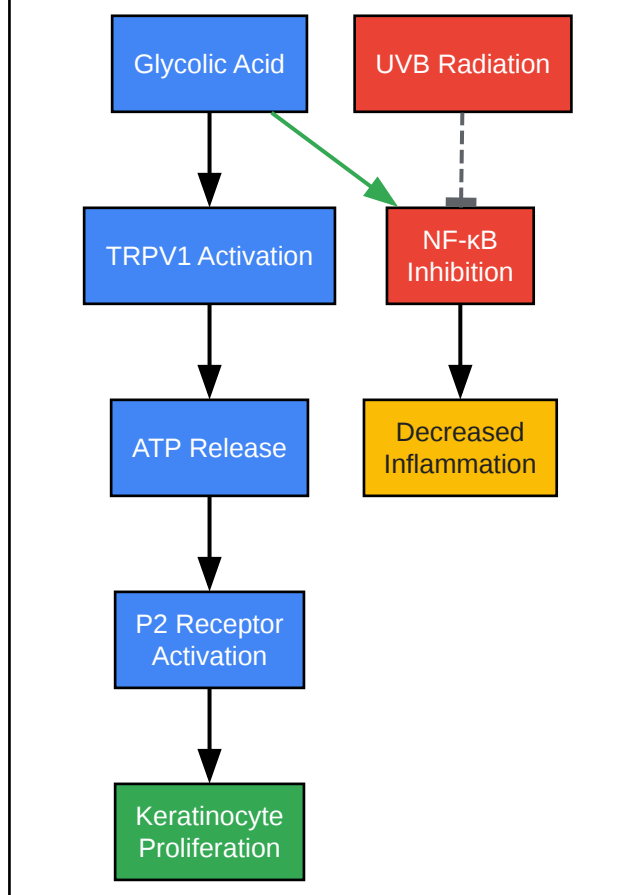 Glycolic Acid
UVB Radiation
TRPV1 Activation
NF-κB
Inhibition
ATP Release
Decreased
Inflammation
P2 Receptor
Activation
Keratinocyte
Proliferation